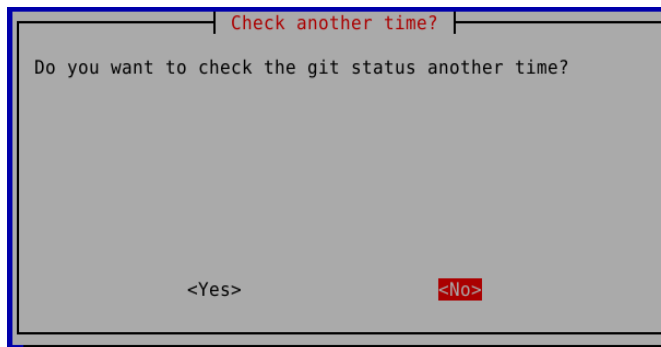 Check another time?
Do you want to check the git status another time?
<Yes> <No>